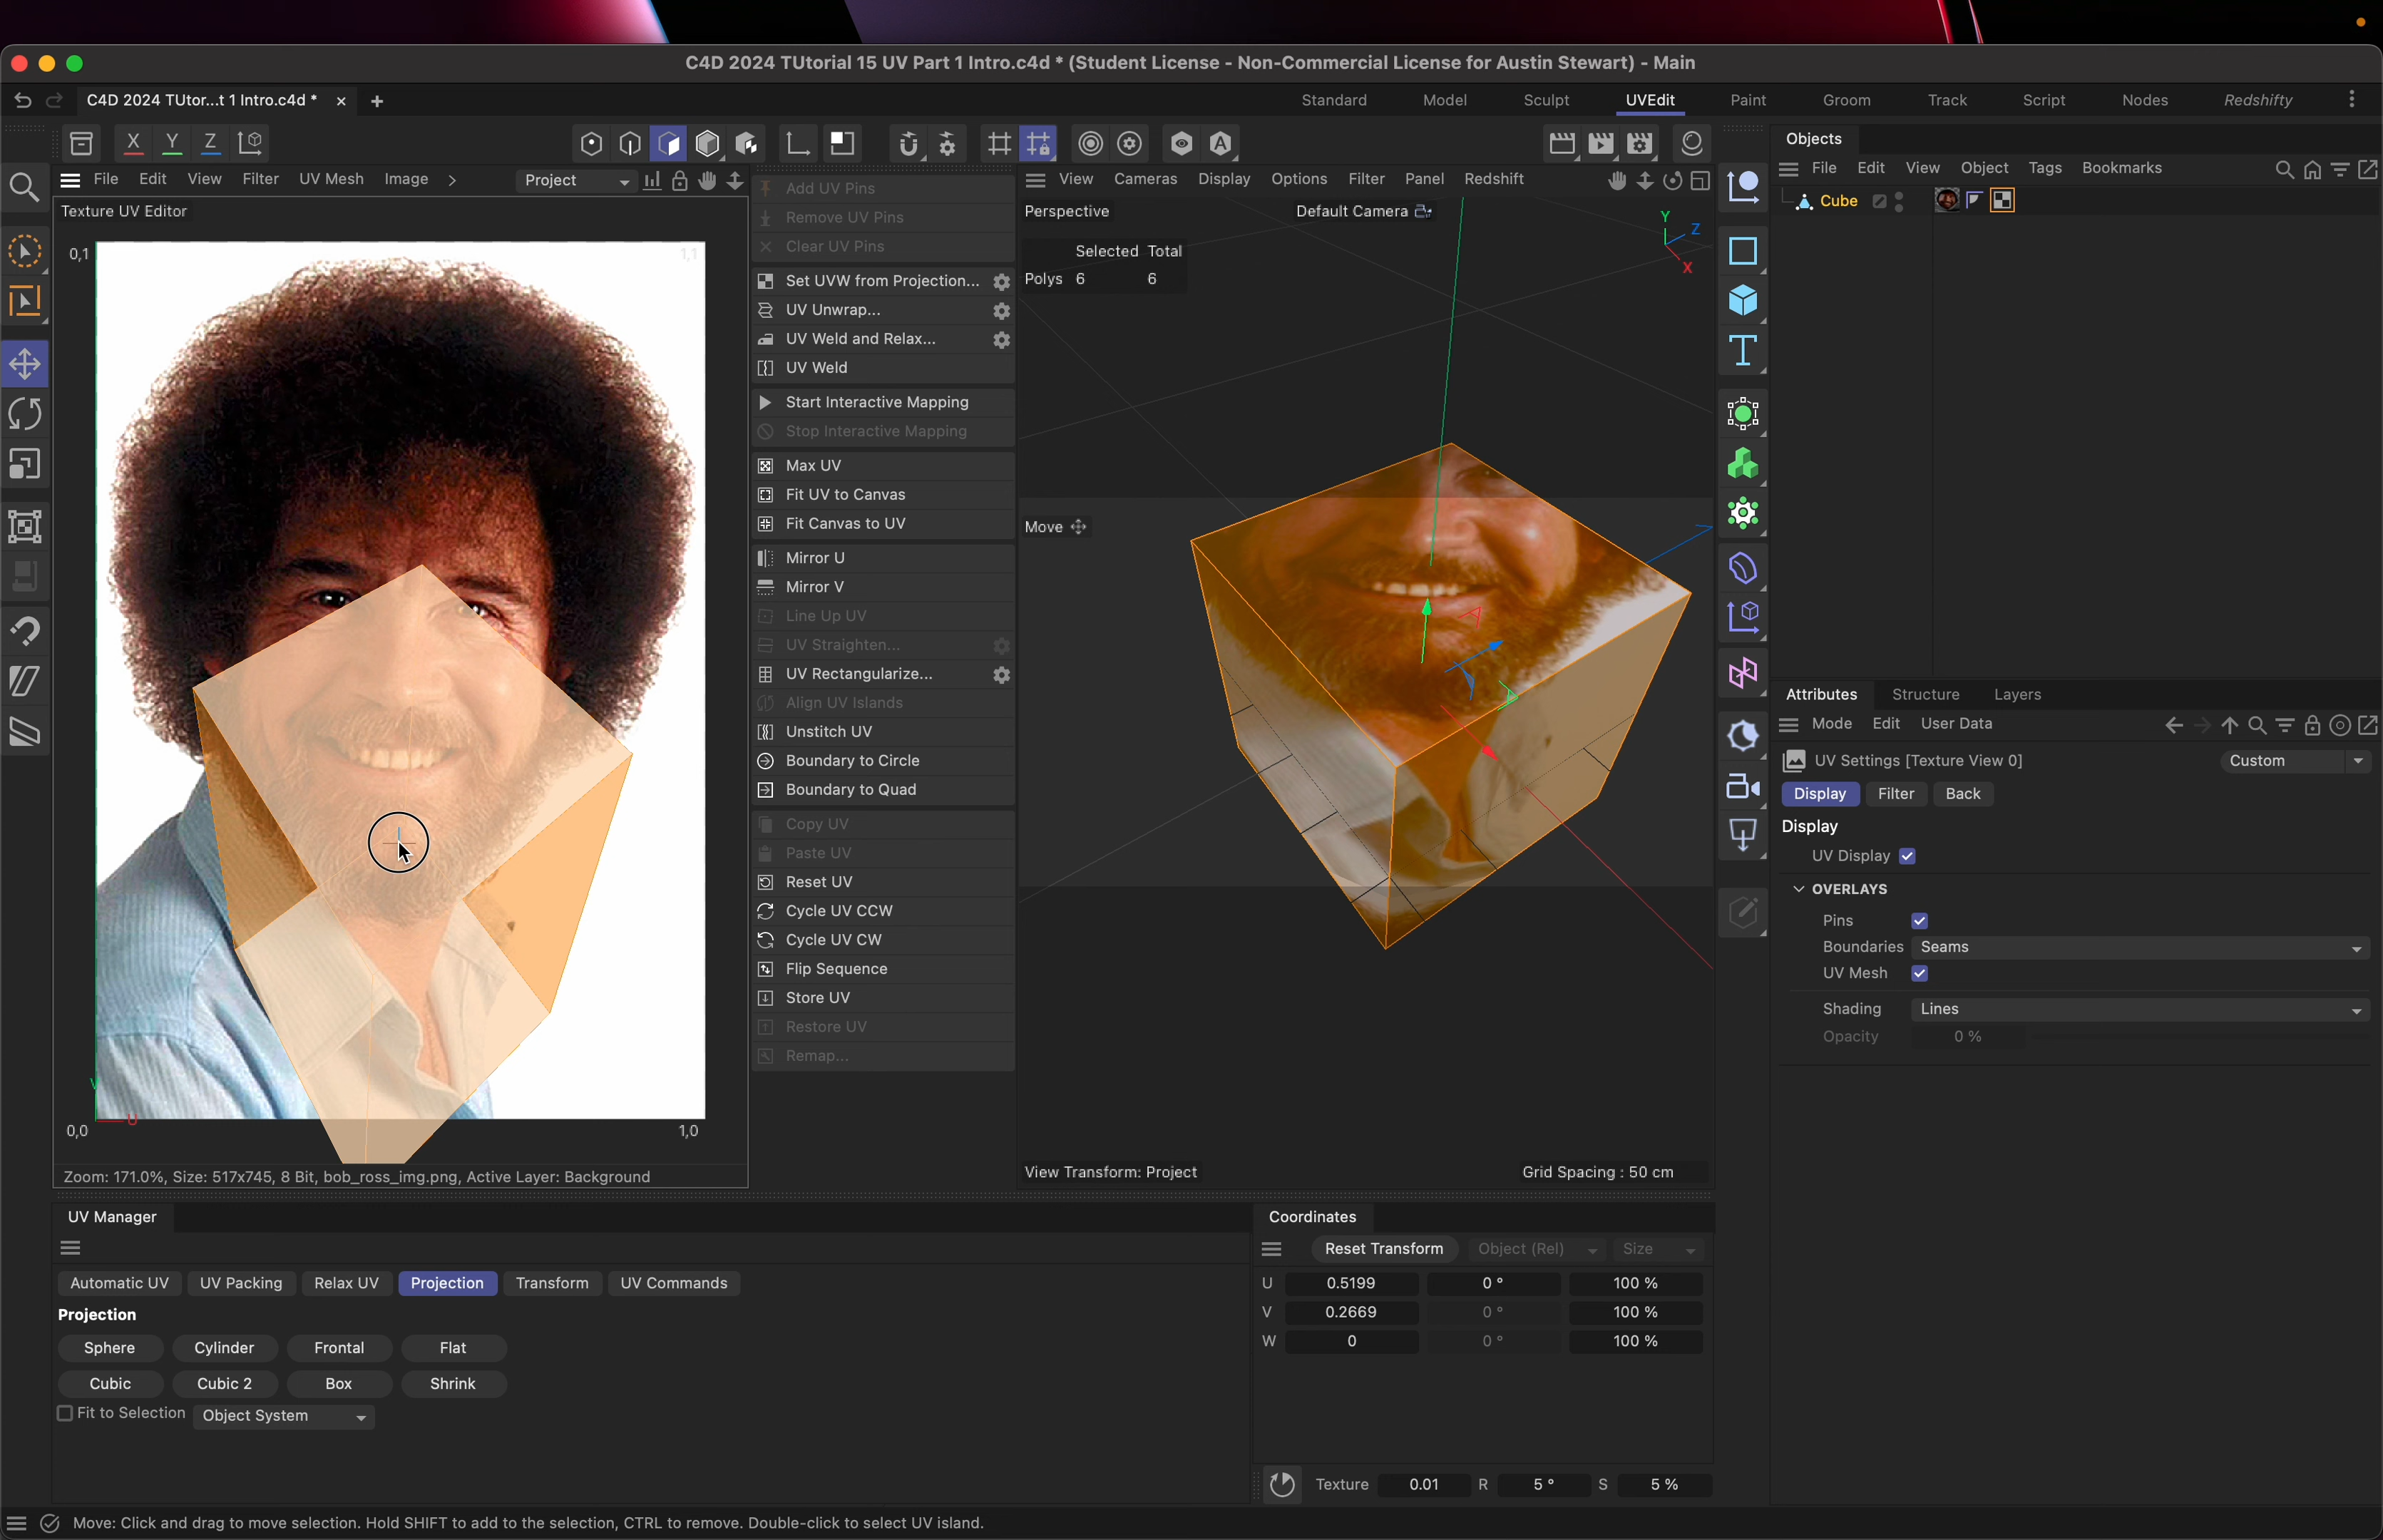 C4D 2024 TUtorial 15 UV Part 1 Intro.c4d * (Student License - Non-Commercial License for Austin Stewart) - Main
C4D 2024 TUtor...t 1 Intro.c4d *
Standard Model Sculpt UVEdit Paint Groom Track Script Nodes Redshifty
X Y Z
File Edit View Filter UV Mesh Image > Project
Texture UV Editor
0,1
1,1
0,0
1,0
V
U
Zoom: 171.0%, Size: 517x745, 8 Bit, bob_ross_img.png, Active Layer: Background
Add UV Pins
Remove UV Pins
Clear UV Pins
Set UVW from Projection...
UV Unwrap...
UV Weld and Relax...
UV Weld
Start Interactive Mapping
Stop Interactive Mapping
Max UV
Fit UV to Canvas
Fit Canvas to UV
Mirror U
Mirror V
Line Up UV
UV Straighten...
UV Rectangularize...
Align UV Islands
Unstitch UV
Boundary to Circle
Boundary to Quad
Copy UV
Paste UV
Reset UV
Cycle UV CCW
Cycle UV CW
Flip Sequence
Store UV
Restore UV
Remap...
View Cameras Display Options Filter Panel Redshift
Perspective
Default Camera
Y
Z
X
Selected Total
Polys 6 6
Move
View Transform: Project
Grid Spacing : 50 cm
Objects
File Edit View Object Tags Bookmarks
Cube
Attributes Structure Layers
Mode Edit User Data
UV Settings [Texture View 0]
Custom
Display Filter Back
Display
UV Display
OVERLAYS
Pins
Boundaries Seams
UV Mesh
Shading Lines
Opacity 0 %
UV Manager
Automatic UV UV Packing Relax UV Projection Transform UV Commands
Projection
Sphere Cylinder Frontal Flat
Cubic Cubic 2 Box Shrink
Fit to Selection Object System
Coordinates
Reset Transform Object (Rel) Size
U 0.5199 0 ° 100 %
V 0.2669 0 ° 100 %
W 0 0 ° 100 %
Texture 0.01 R 5 ° S 5 %
Move: Click and drag to move selection. Hold SHIFT to add to the selection, CTRL to remove. Double-click to select UV island.